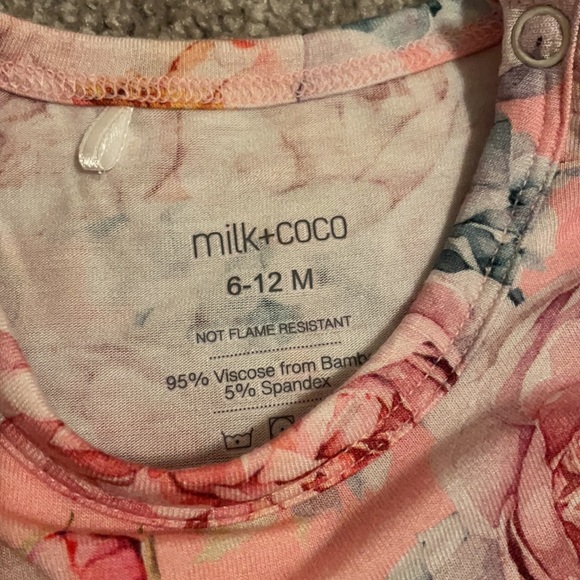 milk+coco
6-12 M
NOT FLAME RESISTANT
95% Viscose from Bamb
5% Spandex